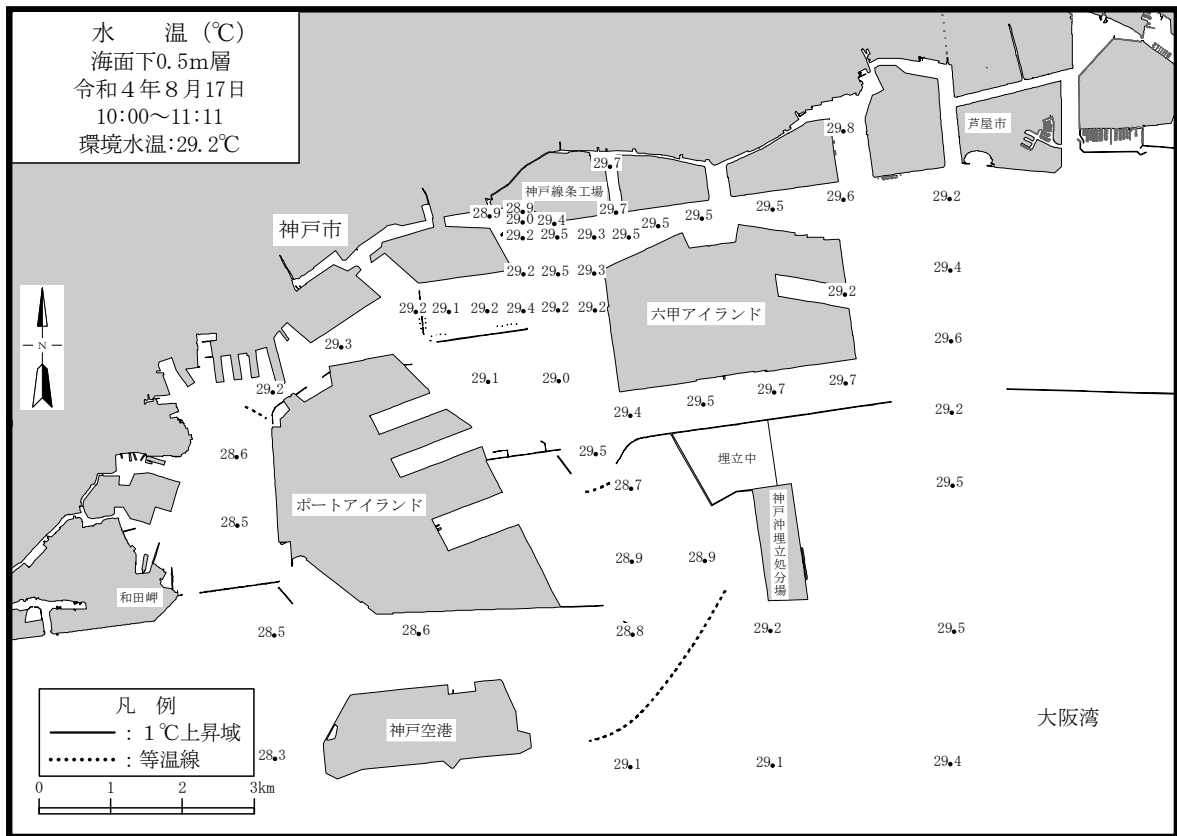 水　　温（℃）
海面下0.5m層
令和４年８月17日
10:00～11:11
環境水温:29.2℃
29.8
芦屋市
29.7
神戸線条工場
29.6
29.2
28.9
28.9
29.7
29.5
29.0
29.4
29.5
29.5
神戸市
29.2
29.5
29.3
29.5
29.2
29.5
29.3
29.4
29.2
29.2
29.1
29.2
29.4
29.2
29.2
六甲アイランド
N
29.3
29.6
29.2
29.1
29.0
29.7
29.7
29.4
29.5
29.2
28.6
29.5
埋立中
28.7
29.5
ポートアイランド
神戸沖埋立処分場
28.5
28.9
28.9
和田岬
28.5
28.6
28.8
29.2
29.5
凡　例
：１℃上昇域
：等温線
神戸空港
大阪湾
28.3
29.1
29.1
29.4
0 1 2 3km